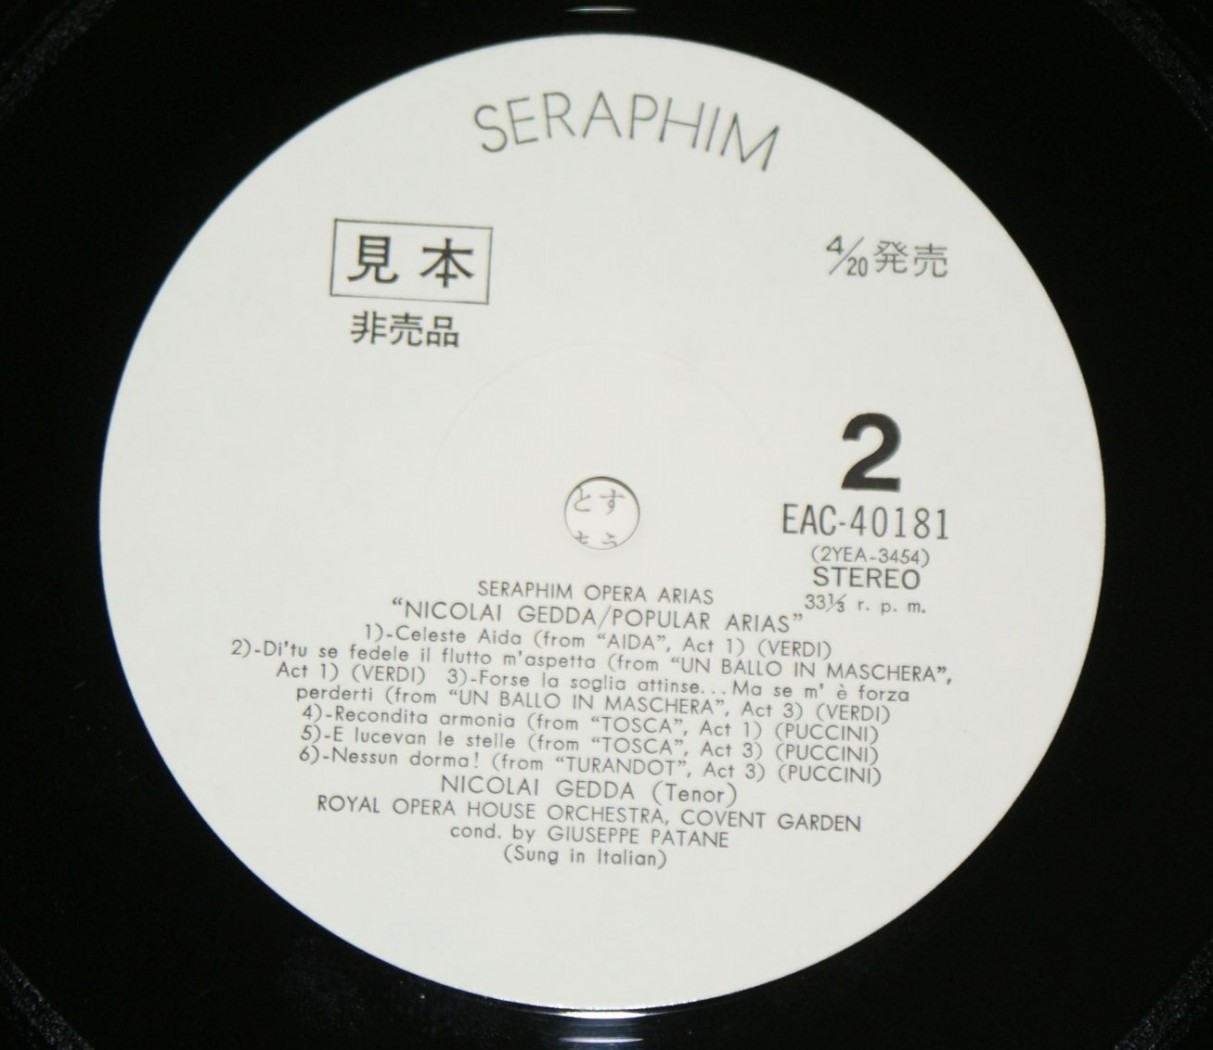 SERAPHIM
見本
非売品
4/20発売
2
EAC-40181
(2YEA-3454)
STEREO
33⅓ r. p. m.
とす
SERAPHIM OPERA ARIAS
“NICOLAI GEDDA/POPULAR ARIAS”
1)-Celeste Aida (from “AIDA”, Act 1) (VERDI)
2)-Di'tu se fedele il flutto m'aspetta (from “UN BALLO IN MASCHERA”,
Act 1) (VERDI) 3)-Forse la soglia attinse...Ma se m' è forza
perderti (from “UN BALLO IN MASCHERA”, Act 3) (VERDI)
4)-Recondita armonia (from “TOSCA”, Act 1) (PUCCINI)
5)-E lucevan le stelle (from “TOSCA”, Act 3) (PUCCINI)
6)-Nessun dorma! (from “TURANDOT”, Act 3) (PUCCINI)
NICOLAI GEDDA (Tenor)
ROYAL OPERA HOUSE ORCHESTRA, COVENT GARDEN
cond. by GIUSEPPE PATANE
(Sung in Italian)